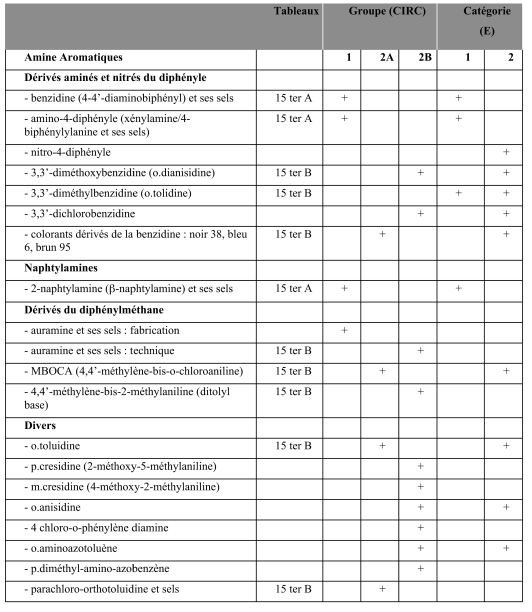 Tableaux Groupe (CIRC) Catégorie
(E)
Amine Aromatiques 1 2A 2B 1 2
Dérivés aminés et nitrés du diphényle
- benzidine (4-4'-diaminobiphényl) et ses sels 15 ter A + +
- amino-4-diphényle (xénylamine/4-
biphénylylanine et ses sels) 15 ter A + +
- nitro-4-diphényle +
- 3,3'-diméthoxybenzidine (o.dianisidine) 15 ter B + +
- 3,3'-diméthylbenzidine (o.tolidine) 15 ter B + +
- 3,3'-dichlorobenzidine + +
- colorants dérivés de la benzidine : noir 38, bleu
6, brun 95 15 ter B + +
Naphtylamines
- 2-naphtylamine (β-naphtylamine) et ses sels 15 ter A + +
Dérivés du diphénylméthane
- auramine et ses sels : fabrication +
- auramine et ses sels : technique 15 ter B +
- MBOCA (4,4'-méthylène-bis-o-chloroaniline) 15 ter B + +
- 4,4'-méthylène-bis-2-méthylaniline (ditolyl
base) 15 ter B +
Divers
- o.toluidine 15 ter B + +
- p.cresidine (2-méthoxy-5-méthylaniline) +
- m.cresidine (4-méthoxy-2-méthylaniline) +
- o.anisidine + +
- 4 chloro-o-phénylène diamine +
- o.aminoazotoluène + +
- p.diméthyl-amino-azobenzène +
- parachloro-orthotoluidine et sels 15 ter B +